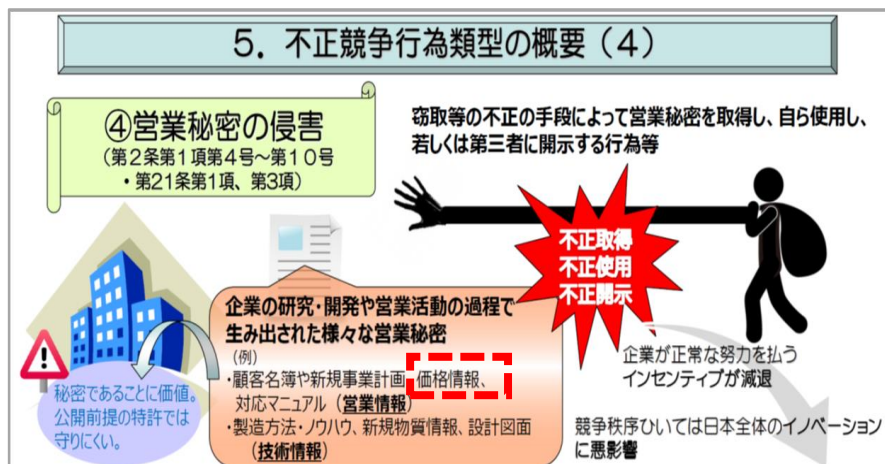 ５．不正競争行為類型の概要（４）
④営業秘密の侵害
（第２条第１項第４号～第１０号
・第21条第１項、第３項）
窃取等の不正の手段によって営業秘密を取得し、自ら使用し、
若しくは第三者に開示する行為等
不正取得
不正使用
不正開示
企業の研究・開発や営業活動の過程で
生み出された様々な営業秘密
（例）
・顧客名簿や新規事業計画、価格情報、
対応マニュアル（営業情報）
・製造方法・ノウハウ、新規物質情報、設計図面
（技術情報）
秘密であることに価値。
公開前提の特許では
守りにくい。
企業が正常な努力を払う
インセンティブが減退
競争秩序ひいては日本全体のイノベーション
に悪影響